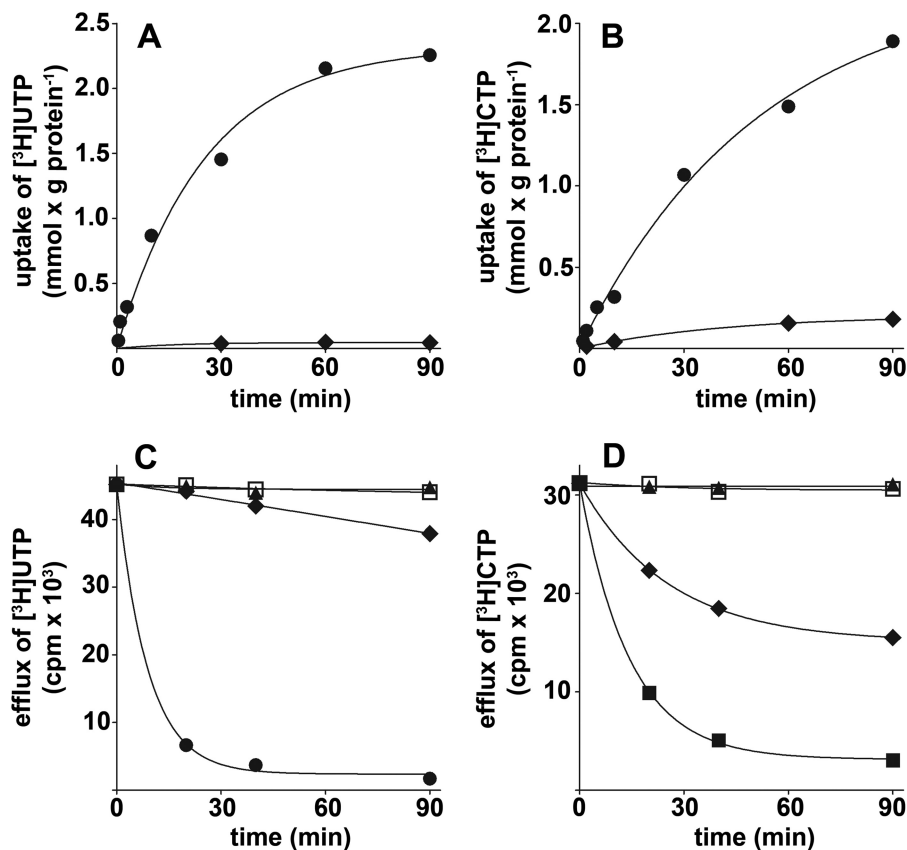 A
uptake of [³H]UTP
(mmol x g protein⁻¹)
2.5
2.0
1.5
1.0
0.5
0 30 60 90
time (min)
B
uptake of [³H]CTP
(mmol x g protein⁻¹)
2.0
1.5
1.0
0.5
0 30 60 90
time (min)
C
efflux of [³H]UTP
(cpm x 10³)
40
30
20
10
0 30 60 90
time (min)
D
efflux of [³H]CTP
(cpm x 10³)
30
20
10
0 30 60 90
time (min)